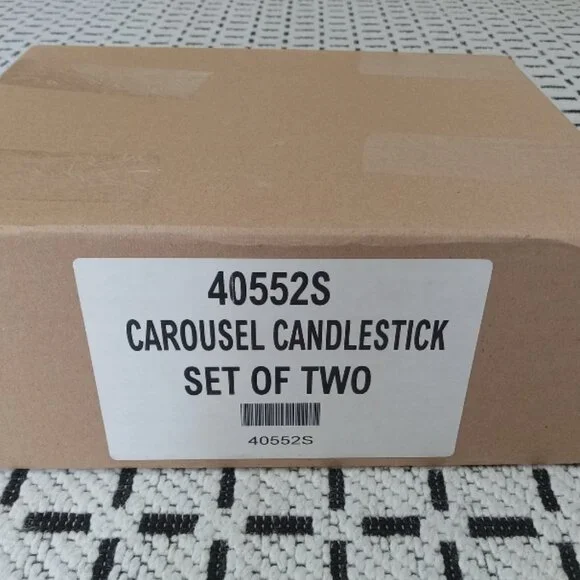 40552S
CAROUSEL CANDLESTICK
SET OF TWO
40552S